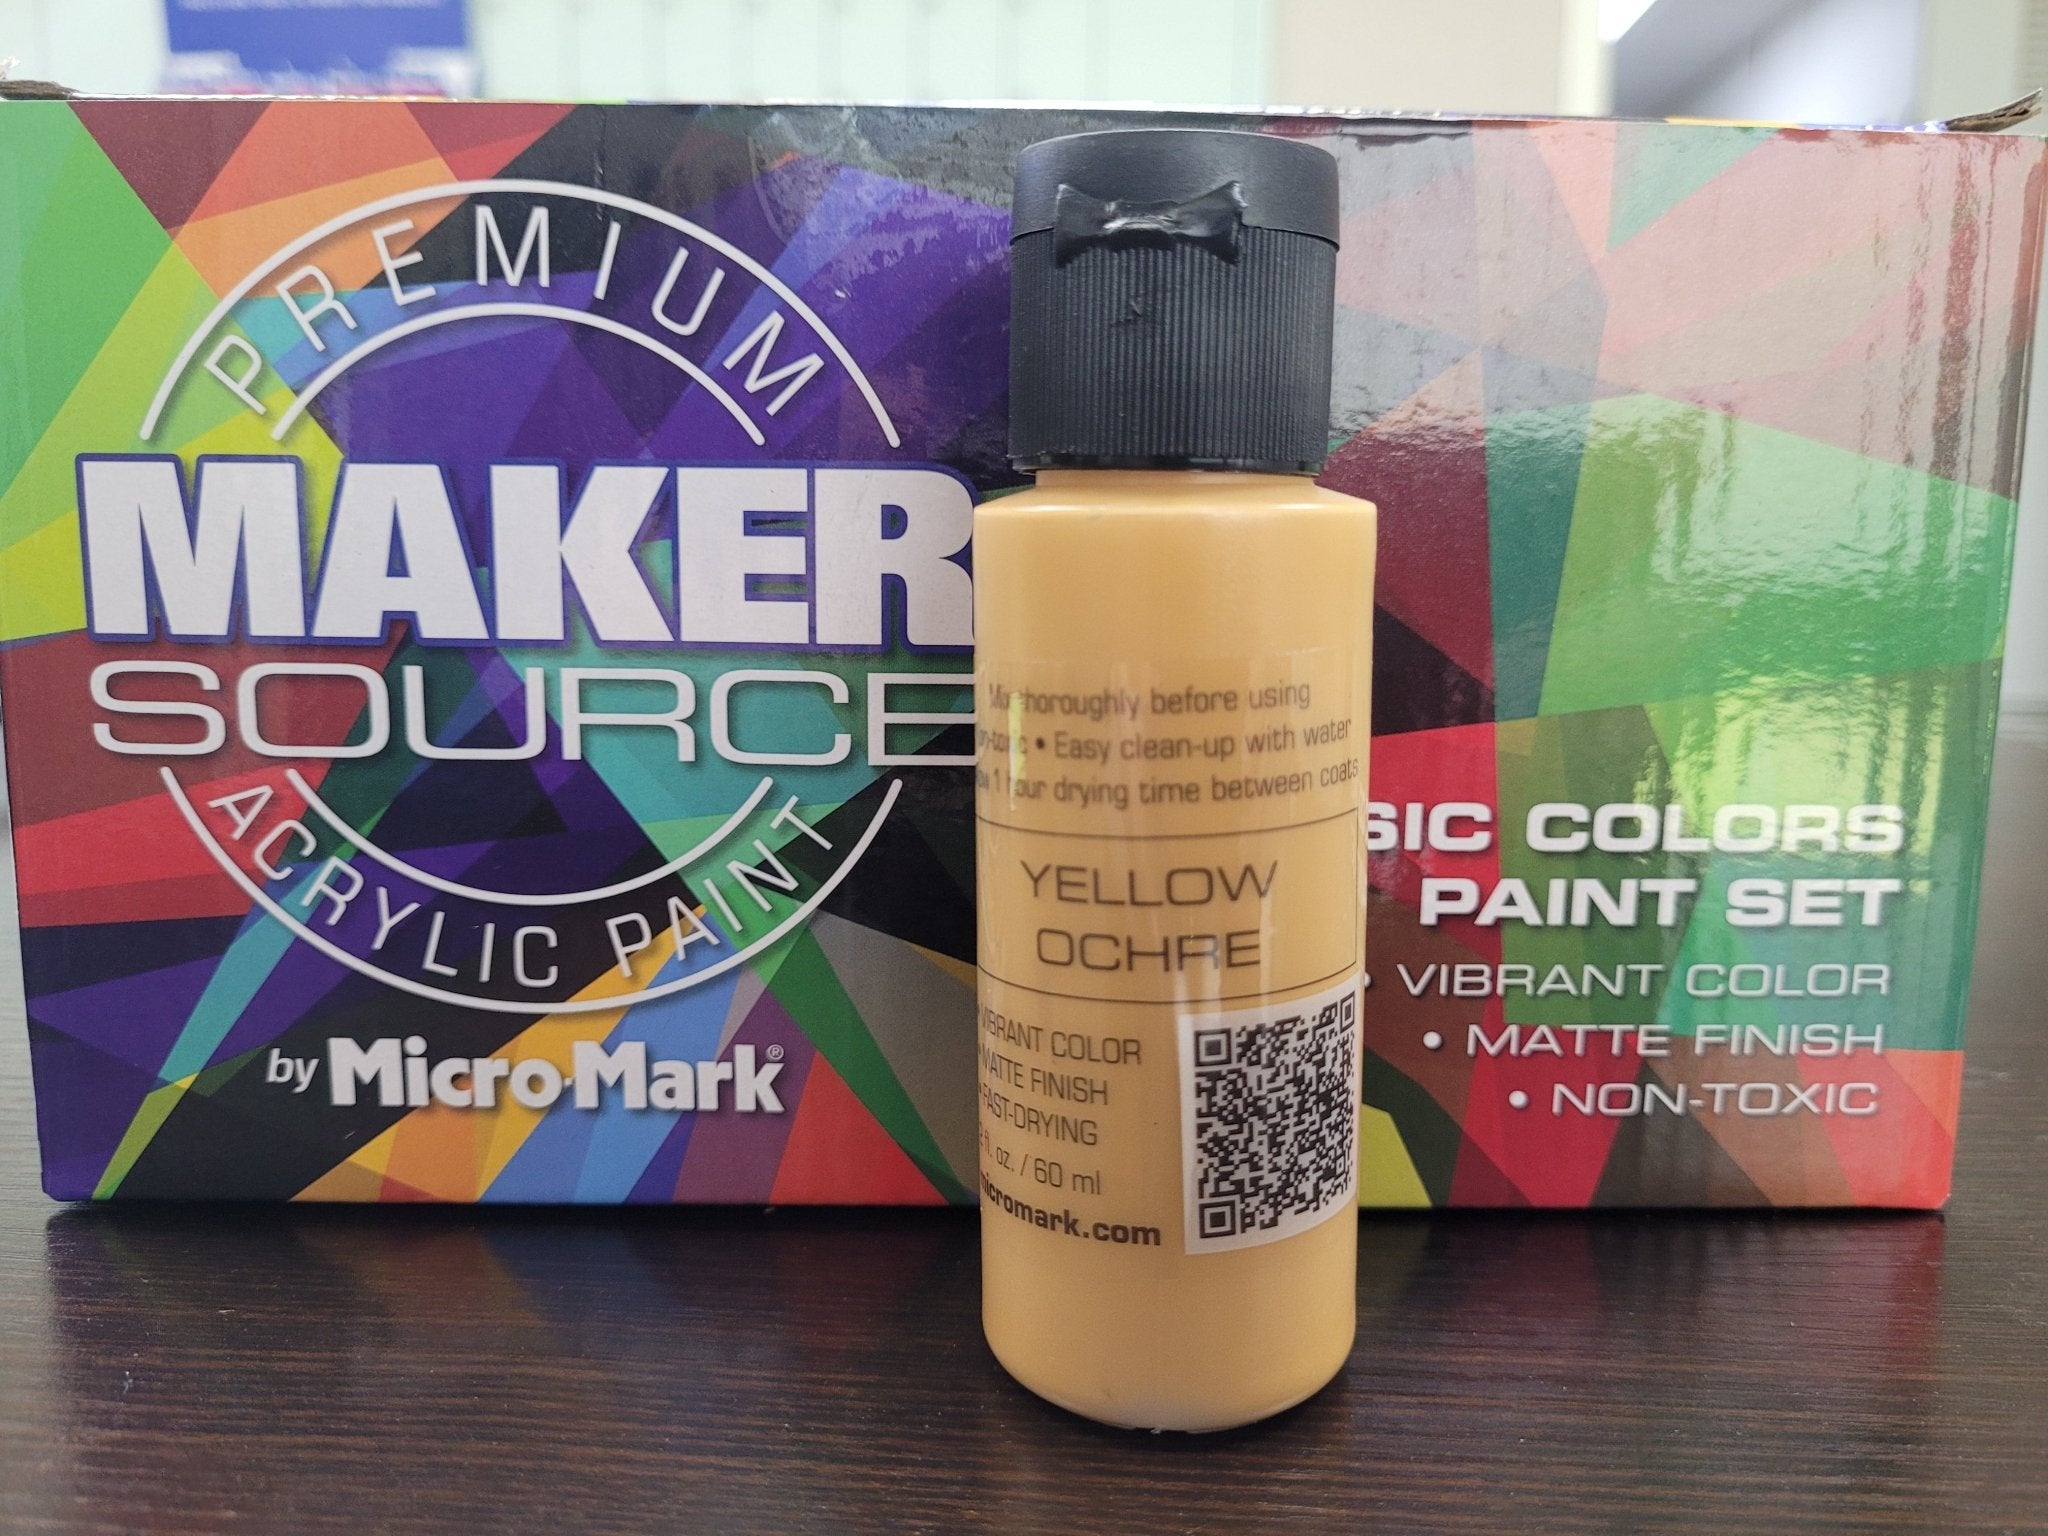 PREMIUM
MAKER
SOURCE
ACRYLIC PAINT
by Micro-Mark®
SIC COLORS
PAINT SET
• VIBRANT COLOR
• MATTE FINISH
• NON-TOXIC
Mix thoroughly before using
• Easy clean-up with water
1 hour drying time between coats
YELLOW
OCHRE
VIBRANT COLOR
• MATTE FINISH
• FAST-DRYING
2 fl. oz. / 60 ml
micromark.com